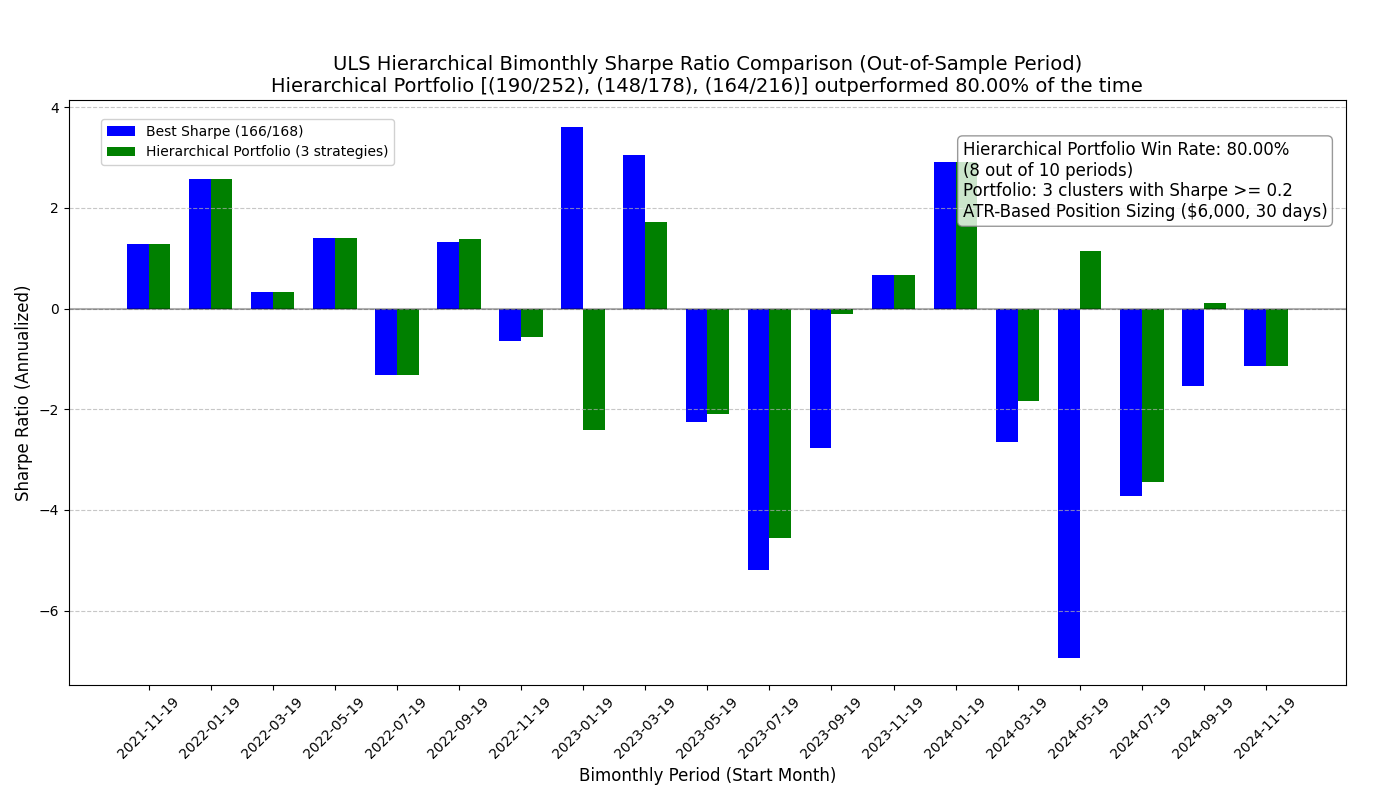 ULS Hierarchical Bimonthly Sharpe Ratio Comparison (Out-of-Sample Period)
Hierarchical Portfolio [(190/252), (148/178), (164/216)] outperformed 80.00% of the time
Best Sharpe (166/168)
Hierarchical Portfolio (3 strategies)
Hierarchical Portfolio Win Rate: 80.00%
(8 out of 10 periods)
Portfolio: 3 clusters with Sharpe >= 0.2
ATR-Based Position Sizing ($6,000, 30 days)
Sharpe Ratio (Annualized)
4
2
0
−2
−4
−6
2021-11-19
2022-01-19
2022-03-19
2022-05-19
2022-07-19
2022-09-19
2022-11-19
2023-01-19
2023-03-19
2023-05-19
2023-07-19
2023-09-19
2023-11-19
2024-01-19
2024-03-19
2024-05-19
2024-07-19
2024-09-19
2024-11-19
Bimonthly Period (Start Month)